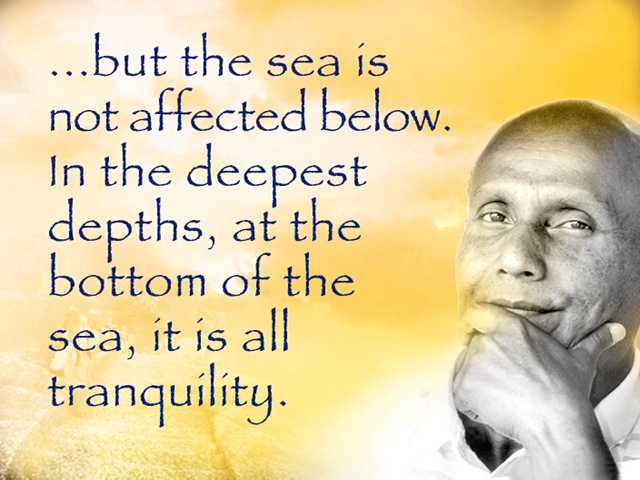 ...but the sea is
not affected below.
In the deepest
depths, at the
bottom of the
sea, it is all
tranquility.